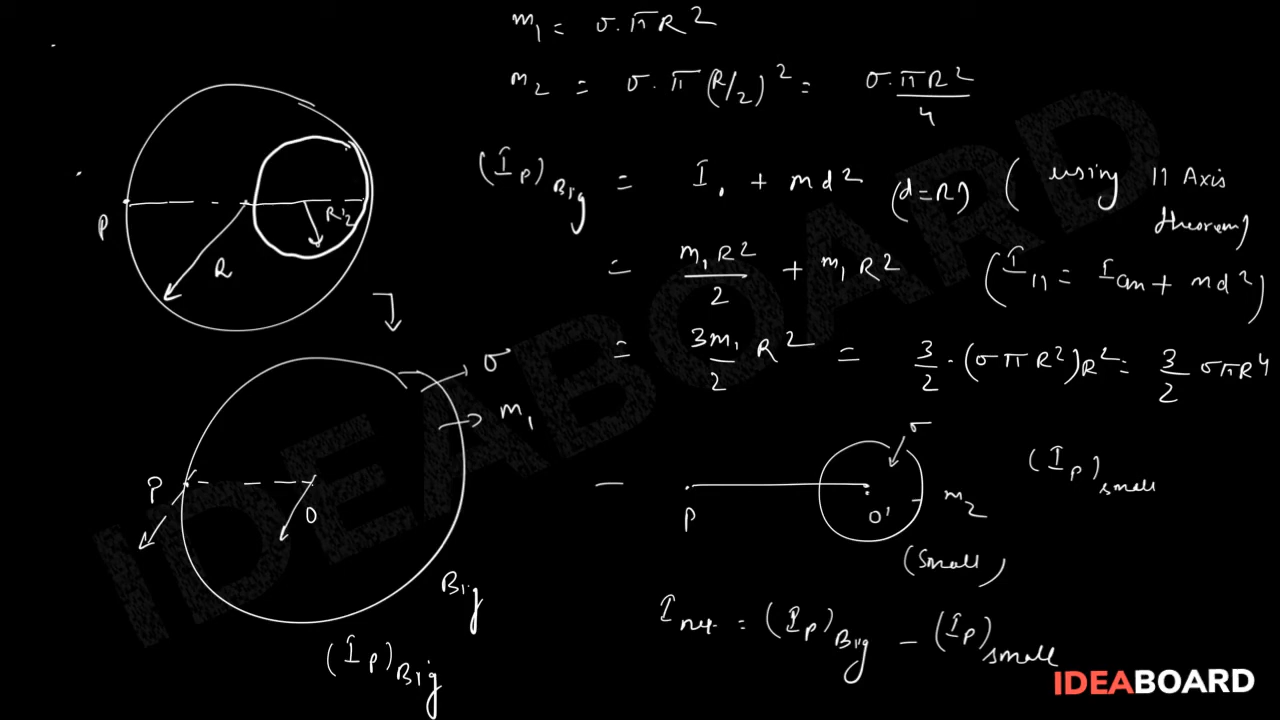 m₁ = σ.πR²
m₂ = σ.π(R/2)² = σ.πR²/4
(I_P)_Big = I. + md² (d=R) (using 11 Axis theorem)
= m₁R²/2 + m₁R² (I_11 = I_cm + md²)
= 3m₁/2 R² = 3/2 . (σπR²)R² = 3/2 σπR⁴
P
R
R/2
σ
m₁
P
O
Big
(I_P)_Big
−
P
O'
σ
m₂
(Small)
(I_P)_small
I_net = (I_P)_Big − (I_P)_small
IDEABOARD
IDEABOARD